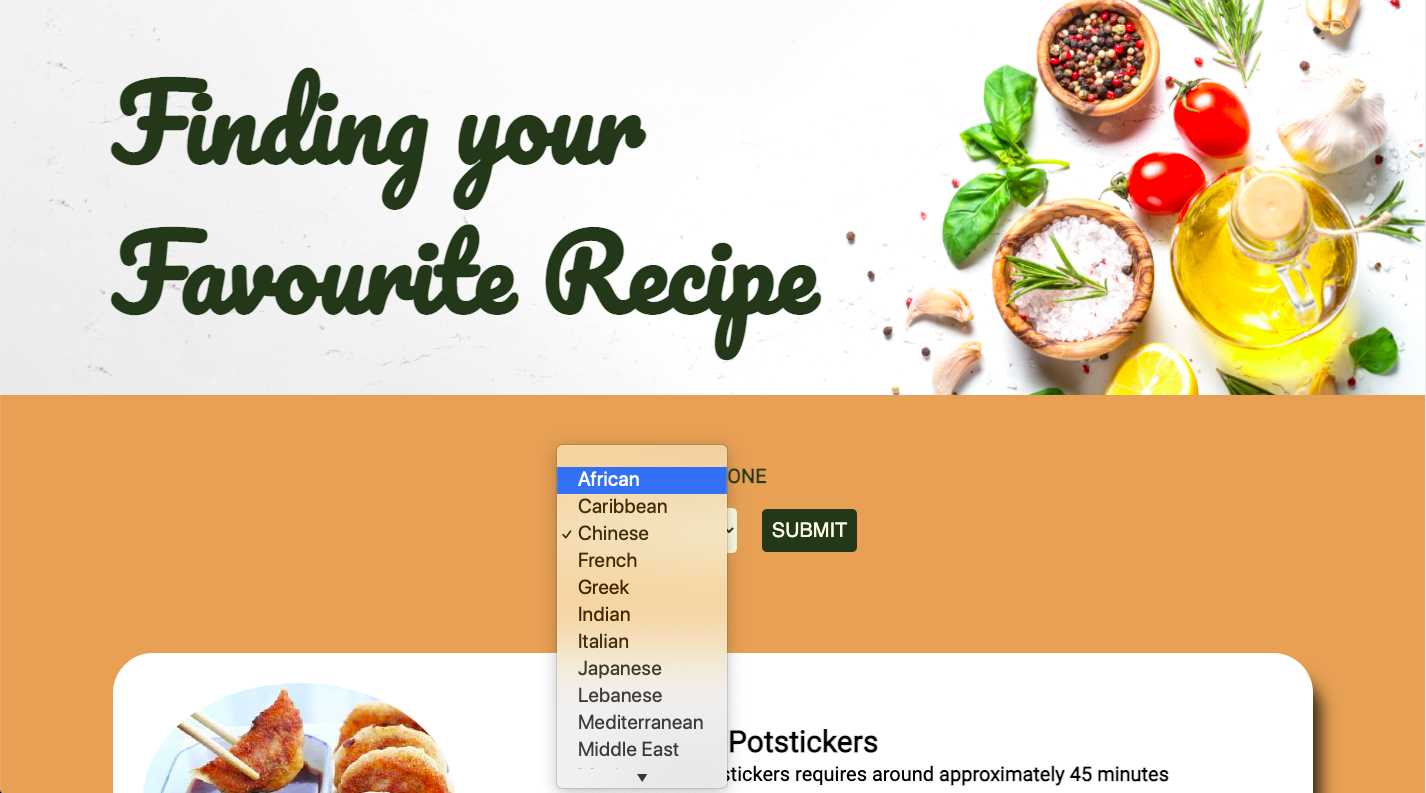 Finding your
Favourite Recipe
ONE
African
Caribbean
✓ Chinese
French
Greek
Indian
Italian
Japanese
Lebanese
Mediterranean
Middle East
SUBMIT
Potstickers
stickers requires around approximately 45 minutes